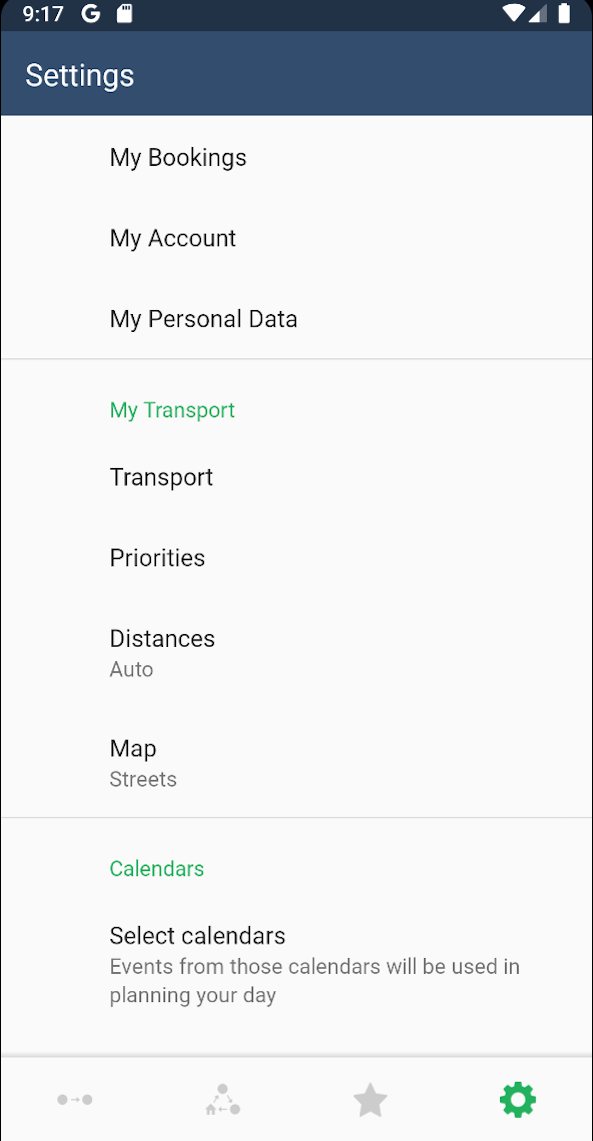 9:17
Settings
My Bookings
My Account
My Personal Data
My Transport
Transport
Priorities
Distances
Auto
Map
Streets
Calendars
Select calendars
Events from those calendars will be used in
planning your day